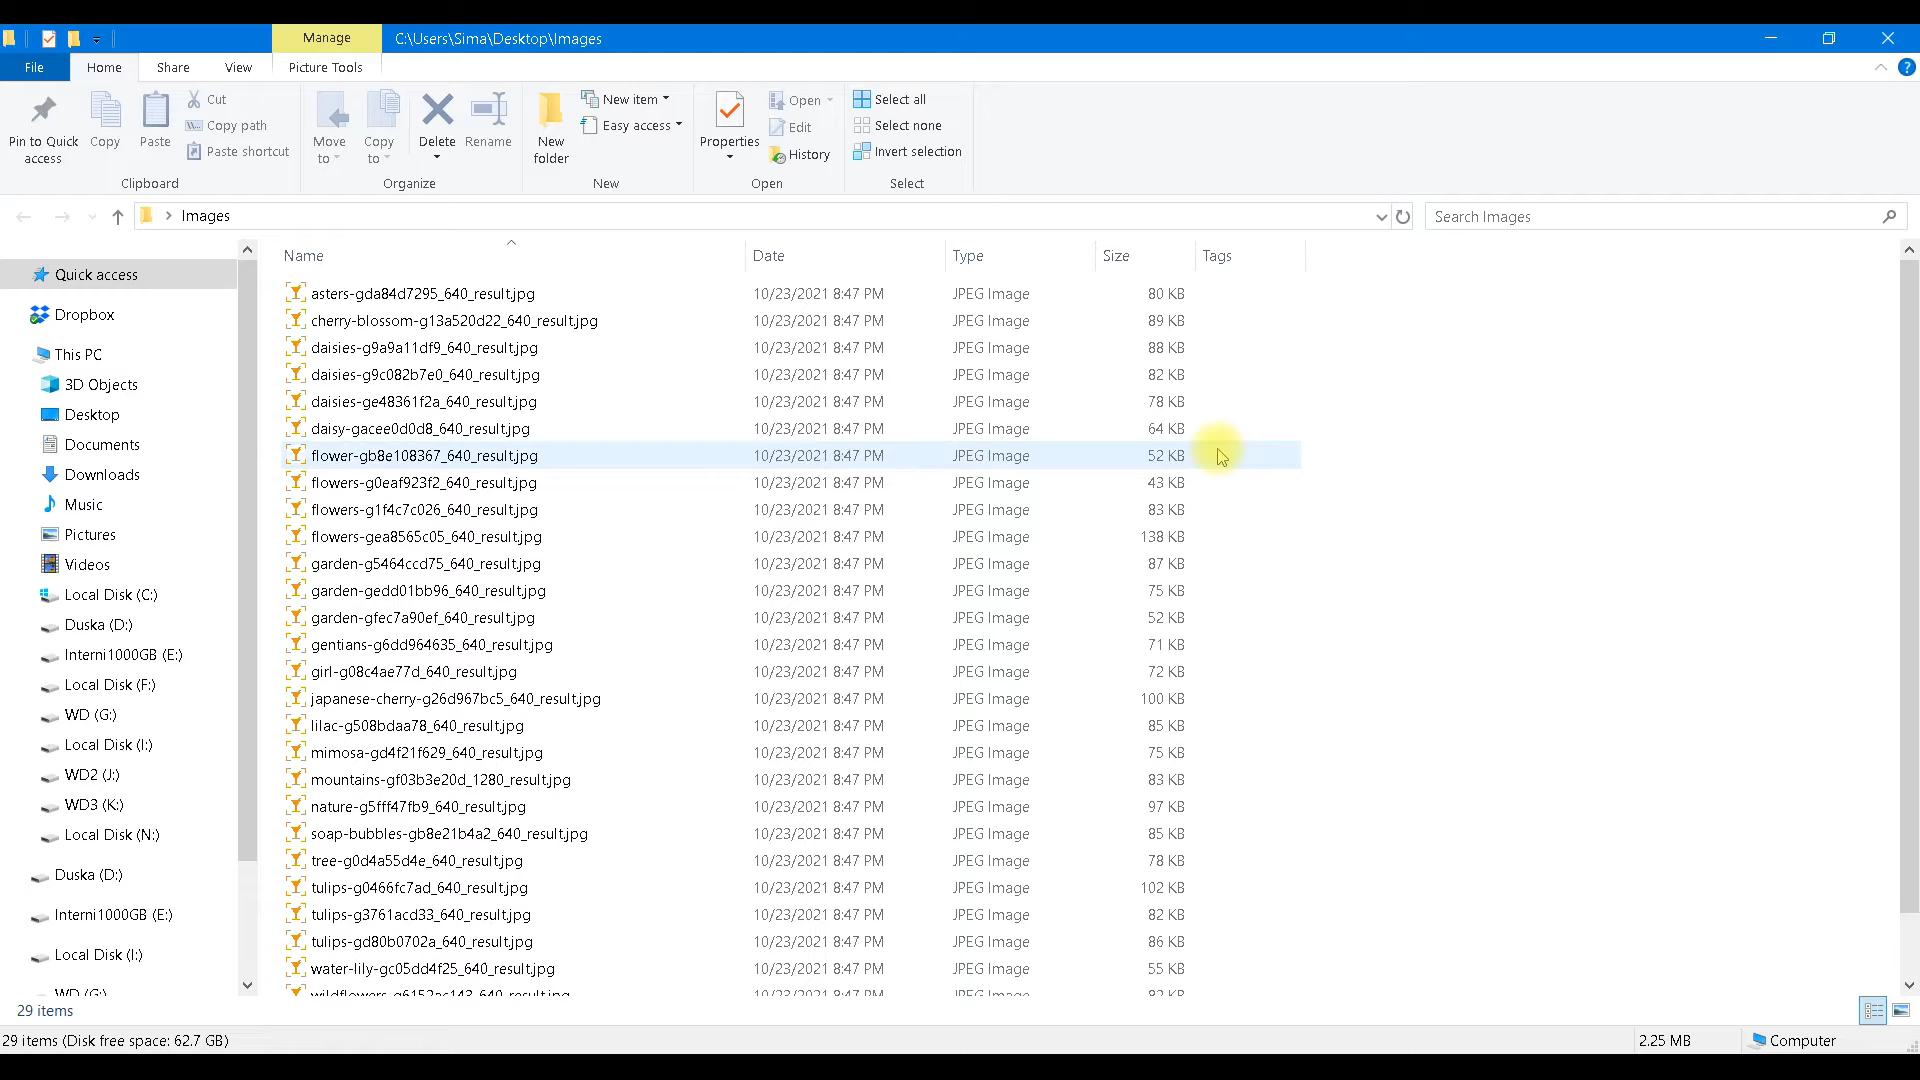 Manage
C:\Users\Sima\Desktop\Images
File
Home
Share
View
Picture Tools
Pin to Quick access
Copy
Paste
Cut
Copy path
Paste shortcut
Clipboard
Move to
Copy to
Delete
Rename
Organize
New folder
New item
Easy access
New
Properties
Open
Edit
History
Open
Select all
Select none
Invert selection
Select
Images
Search Images
Quick access
Dropbox
This PC
3D Objects
Desktop
Documents
Downloads
Music
Pictures
Videos
Local Disk (C:)
Duska (D:)
Interni1000GB (E:)
Local Disk (F:)
WD (G:)
Local Disk (I:)
WD2 (J:)
WD3 (K:)
Local Disk (N:)
Duska (D:)
Interni1000GB (E:)
Local Disk (I:)
WD (G:)
Name Date Type Size Tags
asters-gda84d7295_640_result.jpg 10/23/2021 8:47 PM JPEG Image 80 KB
cherry-blossom-g13a520d22_640_result.jpg 10/23/2021 8:47 PM JPEG Image 89 KB
daisies-g9a9a11df9_640_result.jpg 10/23/2021 8:47 PM JPEG Image 88 KB
daisies-g9c082b7e0_640_result.jpg 10/23/2021 8:47 PM JPEG Image 82 KB
daisies-ge48361f2a_640_result.jpg 10/23/2021 8:47 PM JPEG Image 78 KB
daisy-gacee0d0d8_640_result.jpg 10/23/2021 8:47 PM JPEG Image 64 KB
flower-gb8e108367_640_result.jpg 10/23/2021 8:47 PM JPEG Image 52 KB
flowers-g0eaf923f2_640_result.jpg 10/23/2021 8:47 PM JPEG Image 43 KB
flowers-g1f4c7c026_640_result.jpg 10/23/2021 8:47 PM JPEG Image 83 KB
flowers-gea8565c05_640_result.jpg 10/23/2021 8:47 PM JPEG Image 138 KB
garden-g5464ccd75_640_result.jpg 10/23/2021 8:47 PM JPEG Image 87 KB
garden-gedd01bb96_640_result.jpg 10/23/2021 8:47 PM JPEG Image 75 KB
garden-gfec7a90ef_640_result.jpg 10/23/2021 8:47 PM JPEG Image 52 KB
gentians-g6dd964635_640_result.jpg 10/23/2021 8:47 PM JPEG Image 71 KB
girl-g08c4ae77d_640_result.jpg 10/23/2021 8:47 PM JPEG Image 72 KB
japanese-cherry-g26d967bc5_640_result.jpg 10/23/2021 8:47 PM JPEG Image 100 KB
lilac-g508bdaa78_640_result.jpg 10/23/2021 8:47 PM JPEG Image 85 KB
mimosa-gd4f21f629_640_result.jpg 10/23/2021 8:47 PM JPEG Image 75 KB
mountains-gf03b3e20d_1280_result.jpg 10/23/2021 8:47 PM JPEG Image 83 KB
nature-g5fff47fb9_640_result.jpg 10/23/2021 8:47 PM JPEG Image 97 KB
soap-bubbles-gb8e21b4a2_640_result.jpg 10/23/2021 8:47 PM JPEG Image 85 KB
tree-g0d4a55d4e_640_result.jpg 10/23/2021 8:47 PM JPEG Image 78 KB
tulips-g0466fc7ad_640_result.jpg 10/23/2021 8:47 PM JPEG Image 102 KB
tulips-g3761acd33_640_result.jpg 10/23/2021 8:47 PM JPEG Image 82 KB
tulips-gd80b0702a_640_result.jpg 10/23/2021 8:47 PM JPEG Image 86 KB
water-lily-gc05dd4f25_640_result.jpg 10/23/2021 8:47 PM JPEG Image 55 KB
wildflowers-g6152ac143_640_result.jpg 10/23/2021 8:47 PM JPEG Image 82 KB
29 items
29 items (Disk free space: 62.7 GB)
2.25 MB
Computer